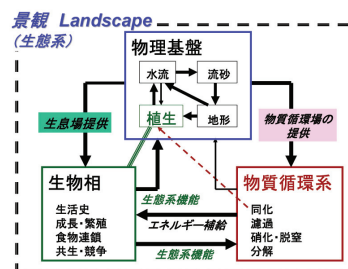 景観 Landscape
（生態系）
物理基盤
水流
流砂
植生
地形
生息場提供
物質循環場の
提供
生物相
生活史
成長・繁殖
食物連鎖
共生・競争
生態系機能
エネルギー補給
生態系機能
物質循環系
同化
濾過
硝化・脱窒
分解